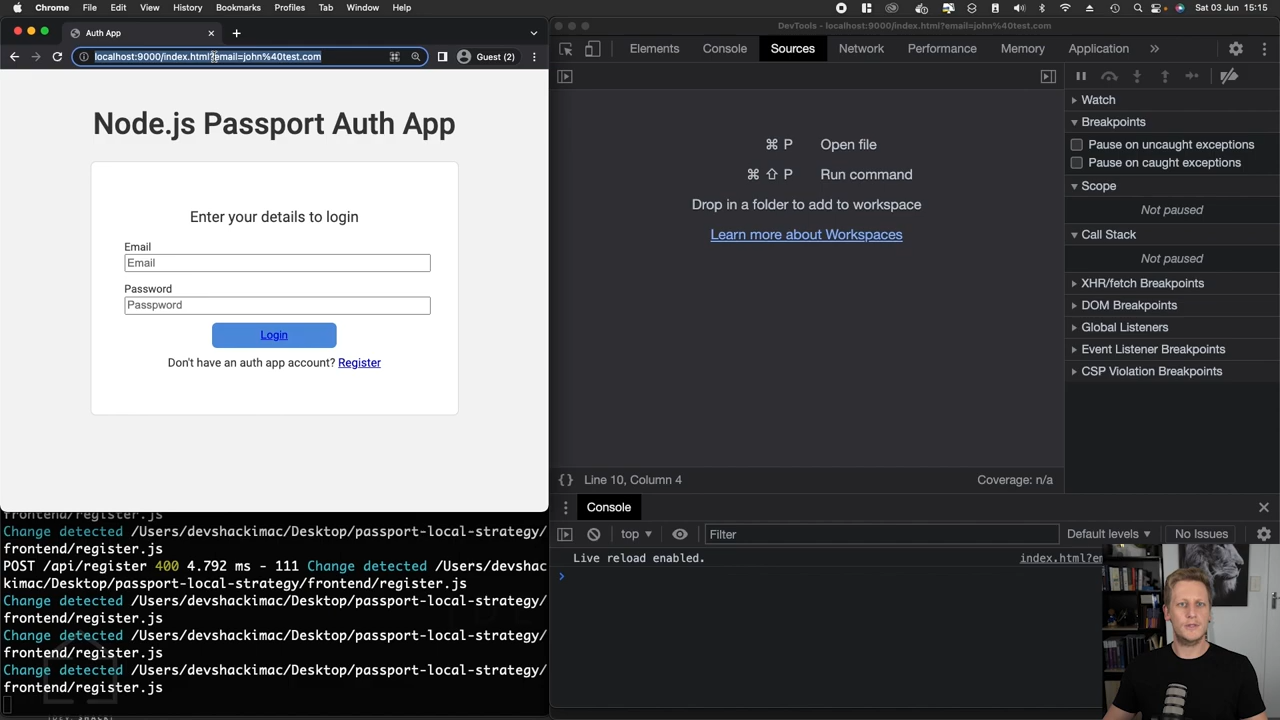 Chrome File Edit View History Bookmarks Profiles Tab Window Help
Sat 03 Jun 15:15
Auth App
DevTools - localhost:9000/index.html?email=john%40test.com
localhost:9000/index.html?email=john%40test.com
Guest (2)
Elements Console Sources Network Performance Memory Application
Node.js Passport Auth App
Enter your details to login
Email
Email
Password
Passpword
Login
Don't have an auth app account? Register
⌘ P Open file
⌘ ⇧ P Run command
Drop in a folder to add to workspace
Learn more about Workspaces
Watch
Breakpoints
Pause on uncaught exceptions
Pause on caught exceptions
Scope
Not paused
Call Stack
Not paused
XHR/fetch Breakpoints
DOM Breakpoints
Global Listeners
Event Listener Breakpoints
CSP Violation Breakpoints
{} Line 10, Column 4
Coverage: n/a
Console
top
Filter
Default levels
No Issues
Live reload enabled.
index.html?em
frontend/register.js
Change detected /Users/devshackimac/Desktop/passport-local-strategy/
frontend/register.js
POST /api/register 400 4.792 ms - 111 Change detected /Users/devshac
kimac/Desktop/passport-local-strategy/frontend/register.js
Change detected /Users/devshackimac/Desktop/passport-local-strategy/
frontend/register.js
Change detected /Users/devshackimac/Desktop/passport-local-strategy/
frontend/register.js
Change detected /Users/devshackimac/Desktop/passport-local-strategy/
frontend/register.js